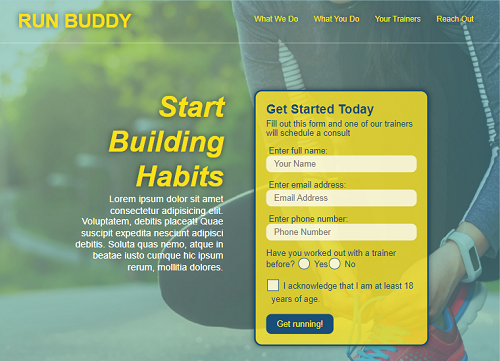 RUN BUDDY
What We Do What You Do Your Trainers Reach Out
Start
Building
Habits
Lorem ipsum dolor sit amet
consectetur adipisicing elit.
Voluptatem, debitis placeat! Quae
suscipit expedita nesciunt adipisci
debitis. Soluta quas nemo, atque in
beatae iusto cumque hic ipsum
rerum, mollitia dolores.
Get Started Today
Fill out this form and one of our trainers
will schedule a consult
Enter full name:
Your Name
Enter email address:
Email Address
Enter phone number:
Phone Number
Have you worked out with a trainer
before? Yes No
I acknowledge that I am at least 18
years of age.
Get running!